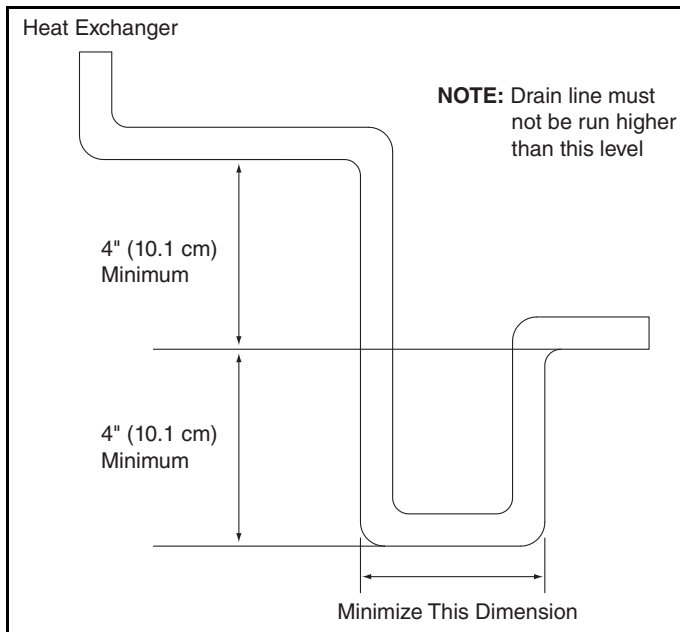 Heat Exchanger
NOTE: Drain line must
not be run higher
than this level
4" (10.1 cm)
Minimum
4" (10.1 cm)
Minimum
Minimize This Dimension